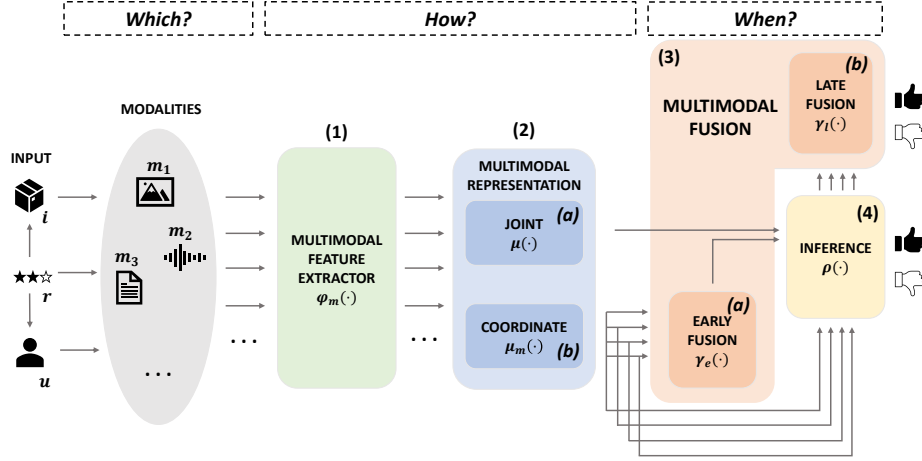 Which?
How?
When?
INPUT
i
r
u
MODALITIES
m₁
m₂
m₃
...
...
(1)
MULTIMODAL
FEATURE
EXTRACTOR
φₘ(·)
...
(2)
MULTIMODAL
REPRESENTATION
(a)
JOINT
μ(·)
COORDINATE
μₘ(·)
(b)
(3)
MULTIMODAL
FUSION
(a)
EARLY
FUSION
γₑ(·)
(b)
LATE
FUSION
γₗ(·)
(4)
INFERENCE
ρ(·)